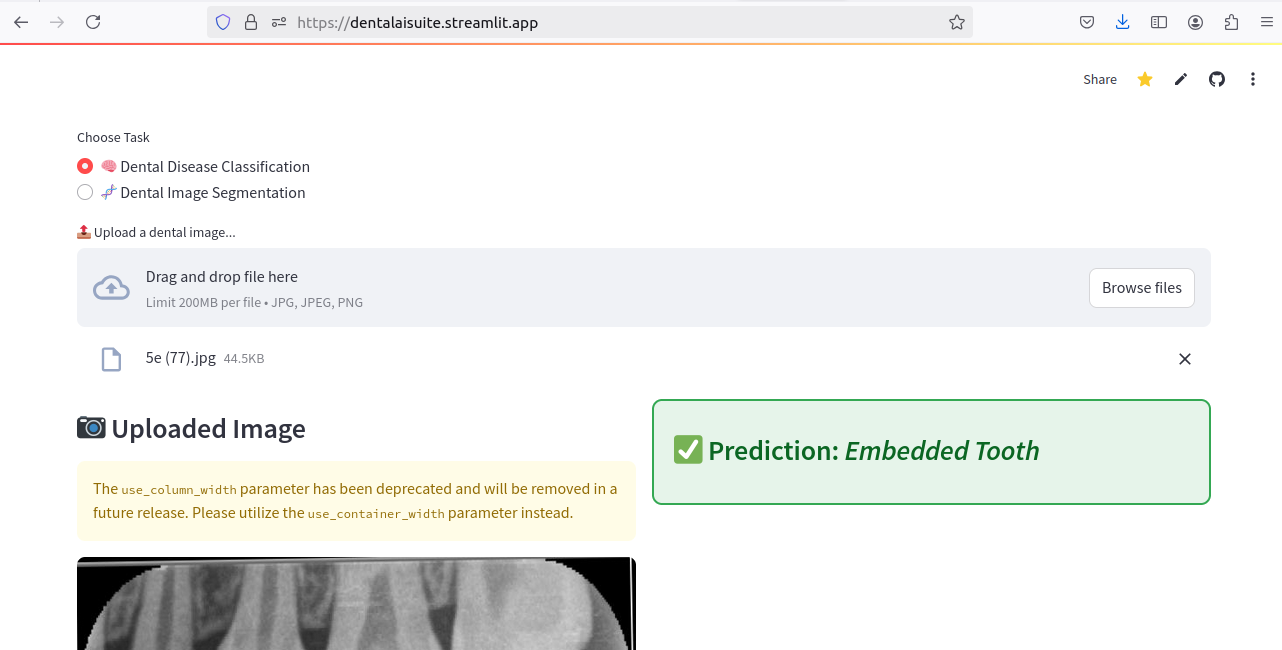 https://dentalaisuite.streamlit.app
Share
Choose Task
🧠 Dental Disease Classification
🧬 Dental Image Segmentation
📤 Upload a dental image...
Drag and drop file here
Limit 200MB per file • JPG, JPEG, PNG
Browse files
5e (77).jpg 44.5KB
📷 Uploaded Image
The use_column_width parameter has been deprecated and will be removed in a
future release. Please utilize the use_container_width parameter instead.
✅ Prediction: Embedded Tooth